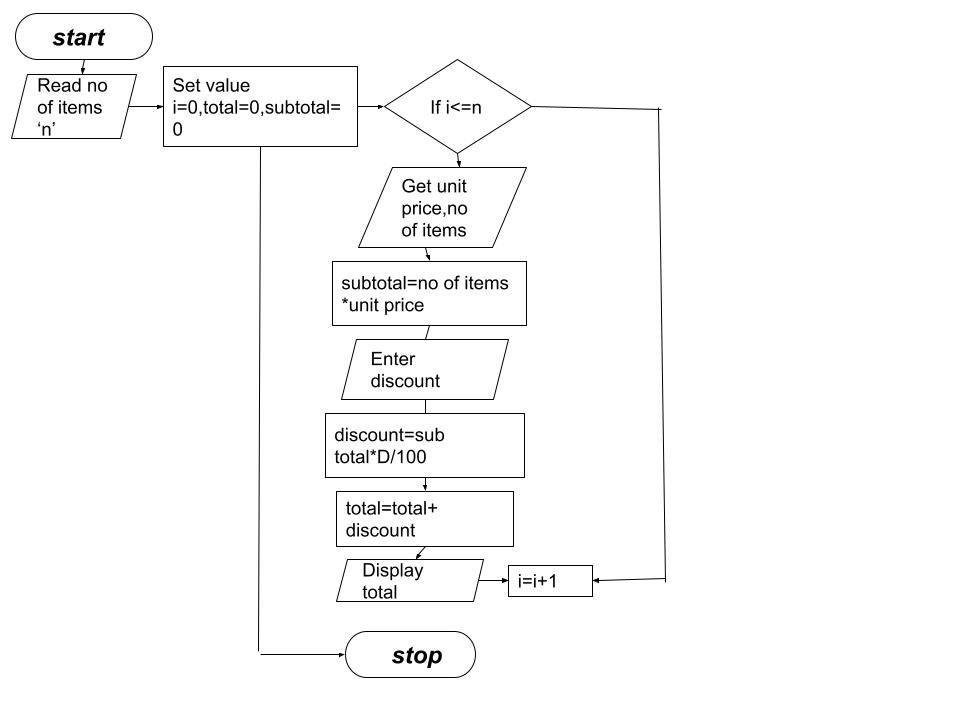 start
Read no
of items
‘n’
Set value
i=0,total=0,subtotal=
0
If i<=n
Get unit
price,no
of items
subtotal=no of items
*unit price
Enter
discount
discount=sub
total*D/100
total=total+
discount
Display
total
i=i+1
stop